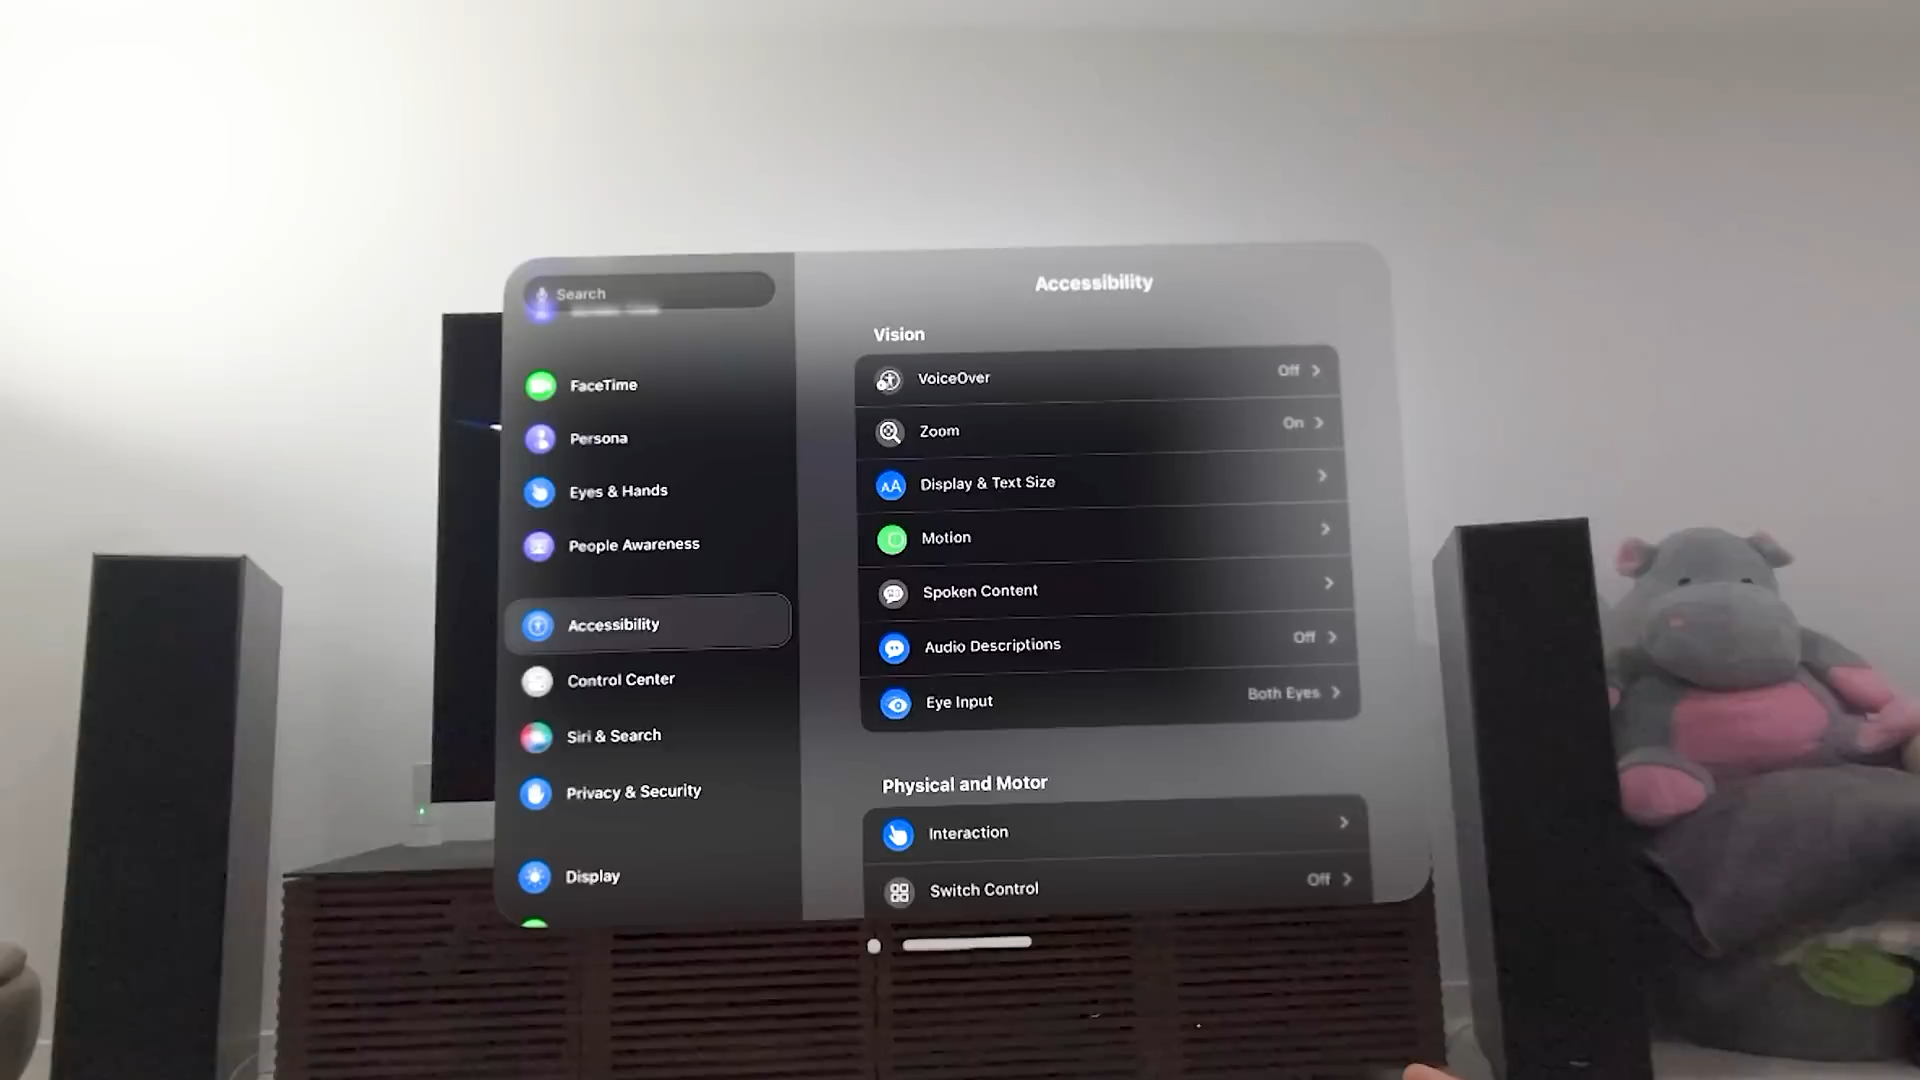 Search
FaceTime
Persona
Eyes & Hands
People Awareness
Accessibility
Control Center
Siri & Search
Privacy & Security
Display
Accessibility
Vision
VoiceOver Off
Zoom On
Display & Text Size
Motion
Spoken Content
Audio Descriptions Off
Eye Input Both Eyes
Physical and Motor
Interaction
Switch Control Off